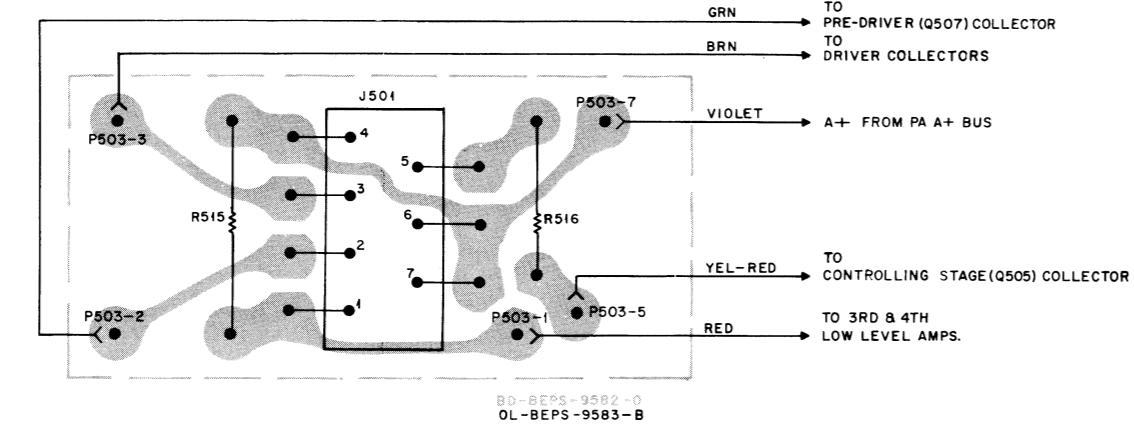 GRN
TO
PRE-DRIVER (Q507) COLLECTOR
BRN
TO
DRIVER COLLECTORS
J501
P503-7
VIOLET
A+ FROM PA A+ BUS
P503-3
4
5
3
R515
6
R516
2
7
YEL-RED
TO
CONTROLLING STAGE (Q505) COLLECTOR
1
P503-2
P503-1
P503-5
RED
TO 3RD & 4TH
LOW LEVEL AMPS.
BD-BEPS-9582-0
OL-BEPS-9583-B